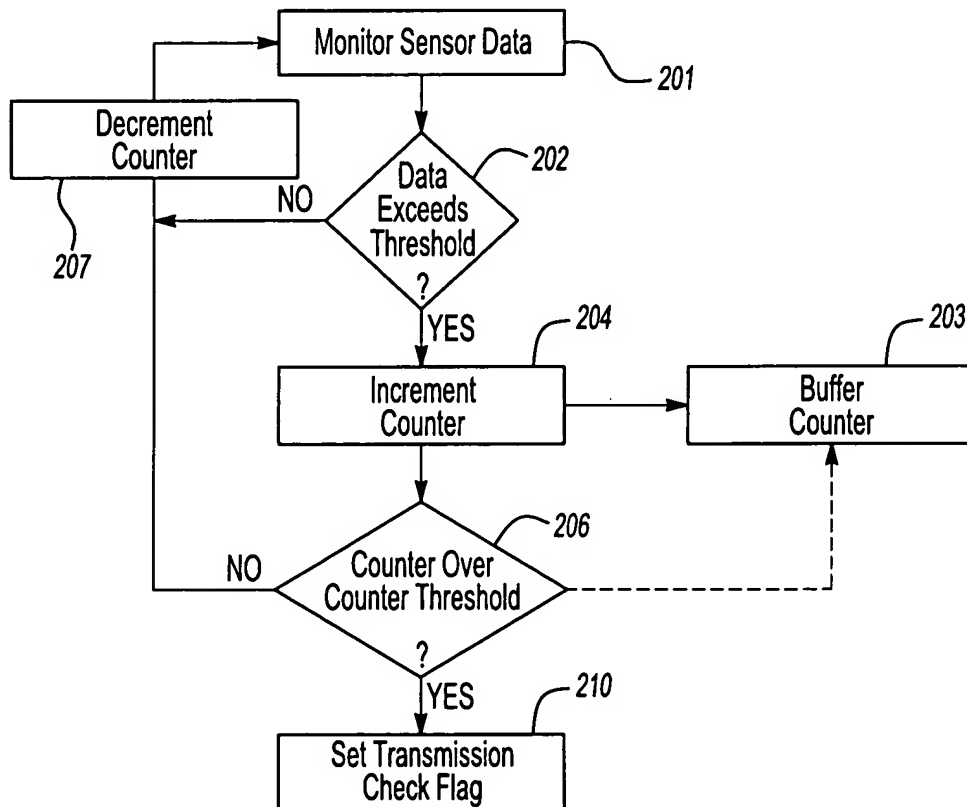 Monitor Sensor Data
201
Decrement
Counter
207
202
Data
Exceeds
Threshold
?
NO
YES
204
Increment
Counter
203
Buffer
Counter
206
Counter Over
Counter Threshold
?
NO
YES
210
Set Transmission
Check Flag